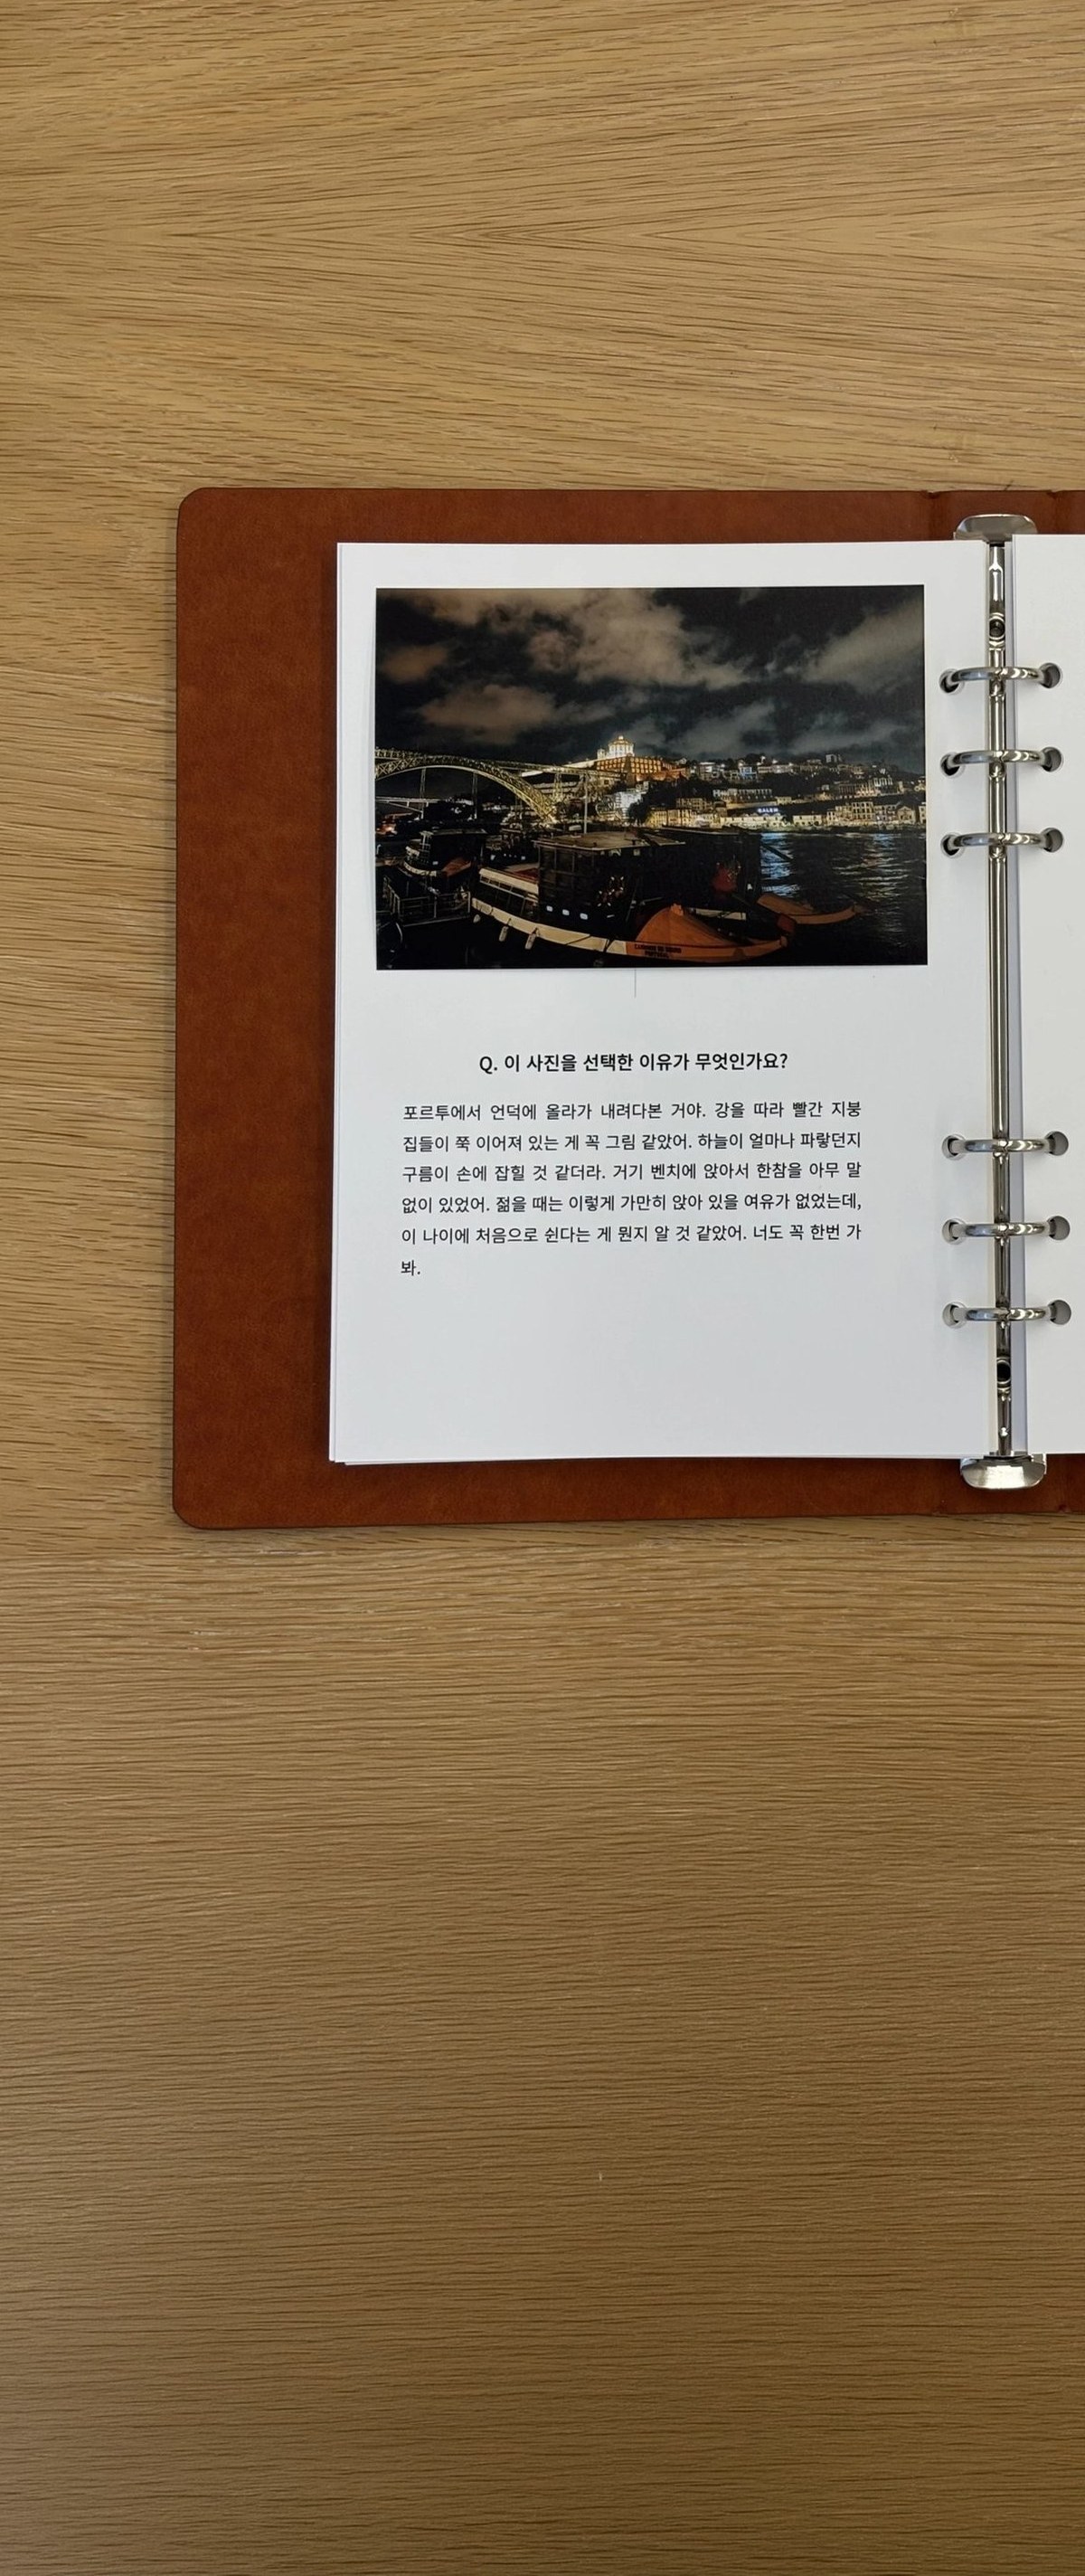 CALEM
Q. 이 사진을 선택한 이유가 무엇인가요?
포르투에서 언덕에 올라가 내려다본 거야. 강을 따라 빨간 지붕
집들이 쭉 이어져 있는 게 꼭 그림 같았어. 하늘이 얼마나 파랗던지
구름이 손에 잡힐 것 같더라. 거기 벤치에 앉아서 한참을 아무 말
없이 있었어. 젊을 때는 이렇게 가만히 앉아 있을 여유가 없었는데,
이 나이에 처음으로 쉰다는 게 뭔지 알 것 같았어. 너도 꼭 한번 가
봐.